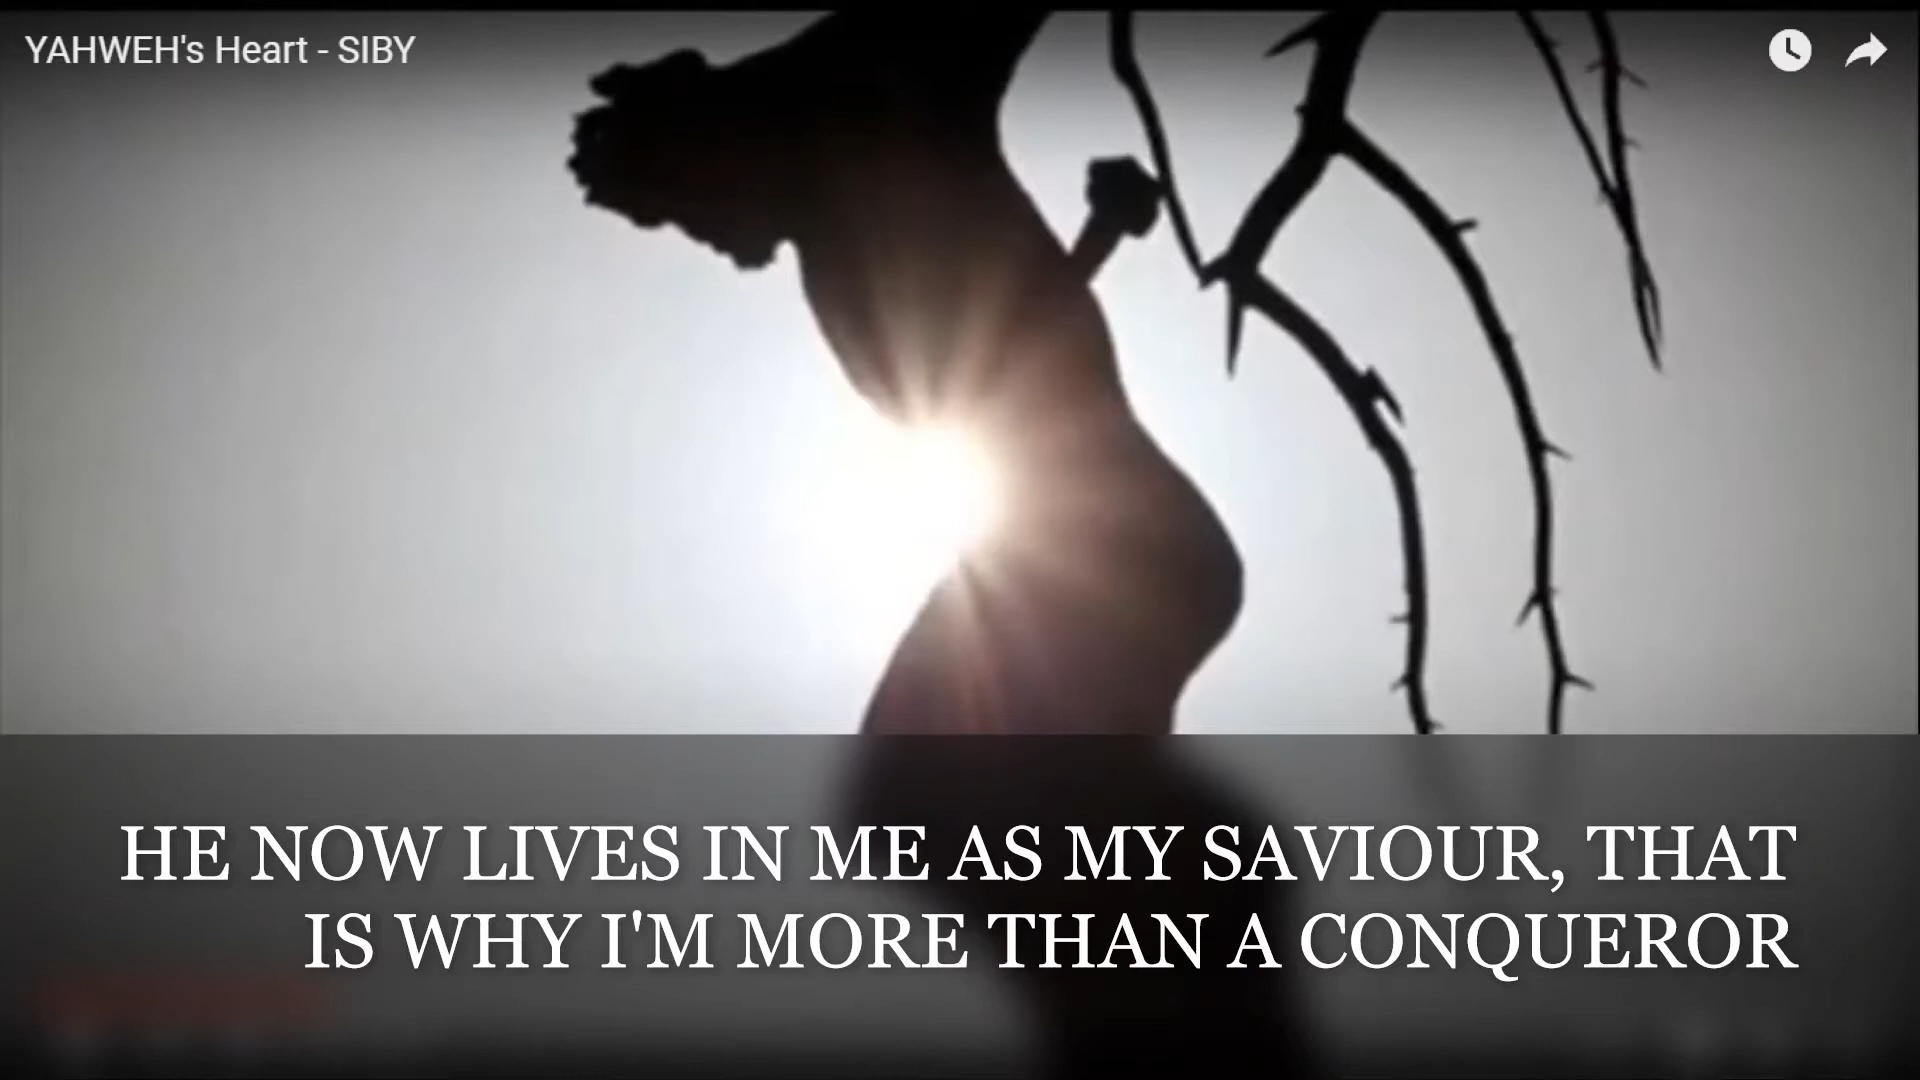 YAHWEH's Heart - SIBY
HE NOW LIVES IN ME AS MY SAVIOUR, THAT
IS WHY I'M MORE THAN A CONQUEROR